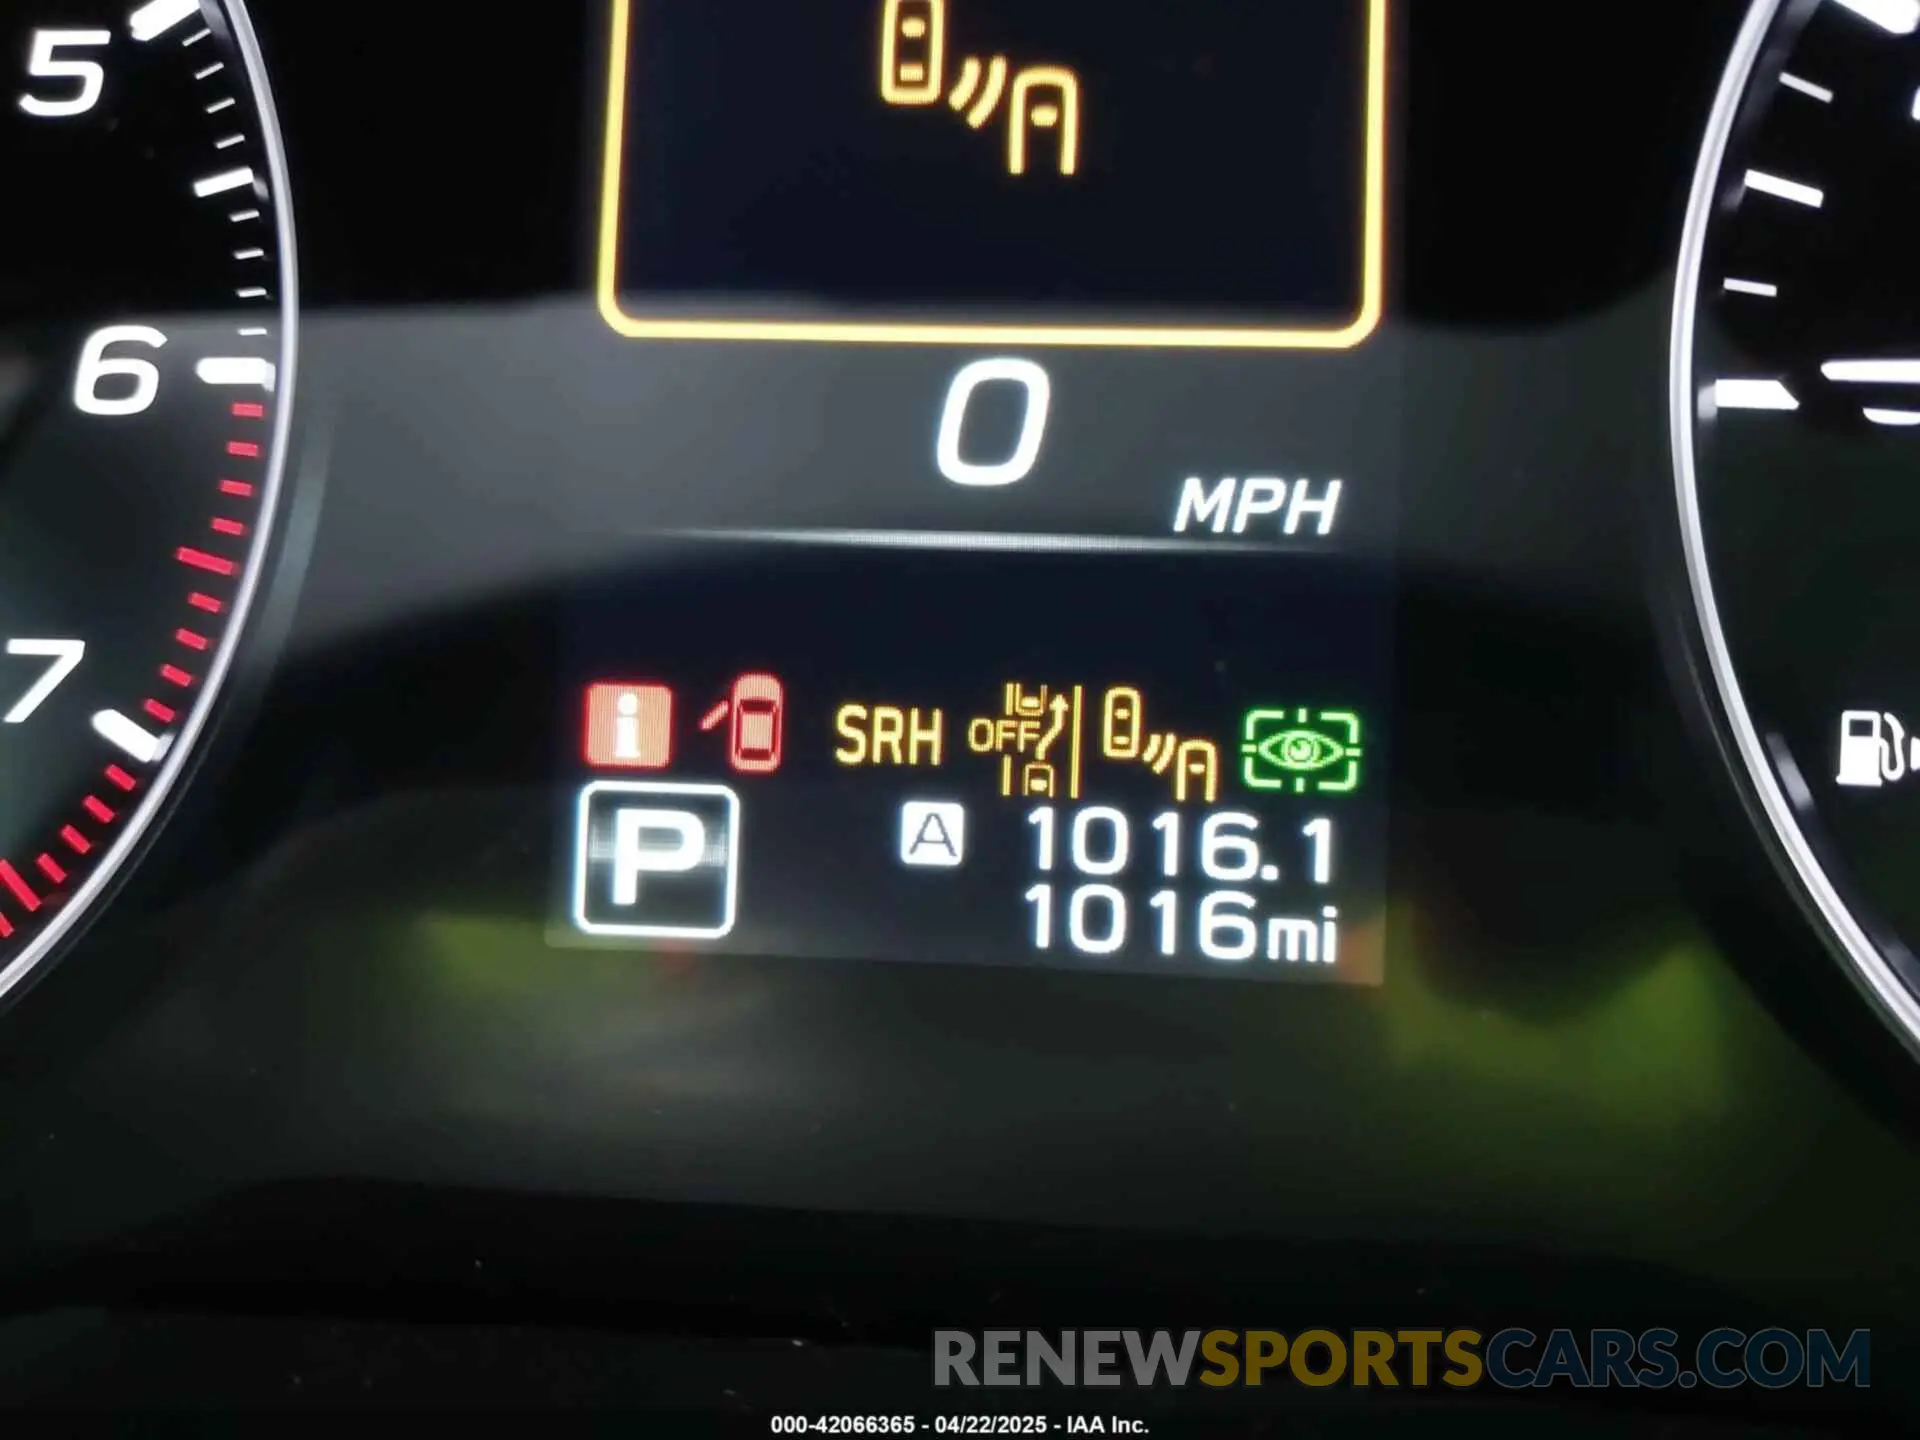 5
6
7
0
MPH
i
SRH
OFF
P
A 1016.1
1016mi
RENEWSPORTSCARS.COM
000-42066365 - 04/22/2025 - IAA Inc.